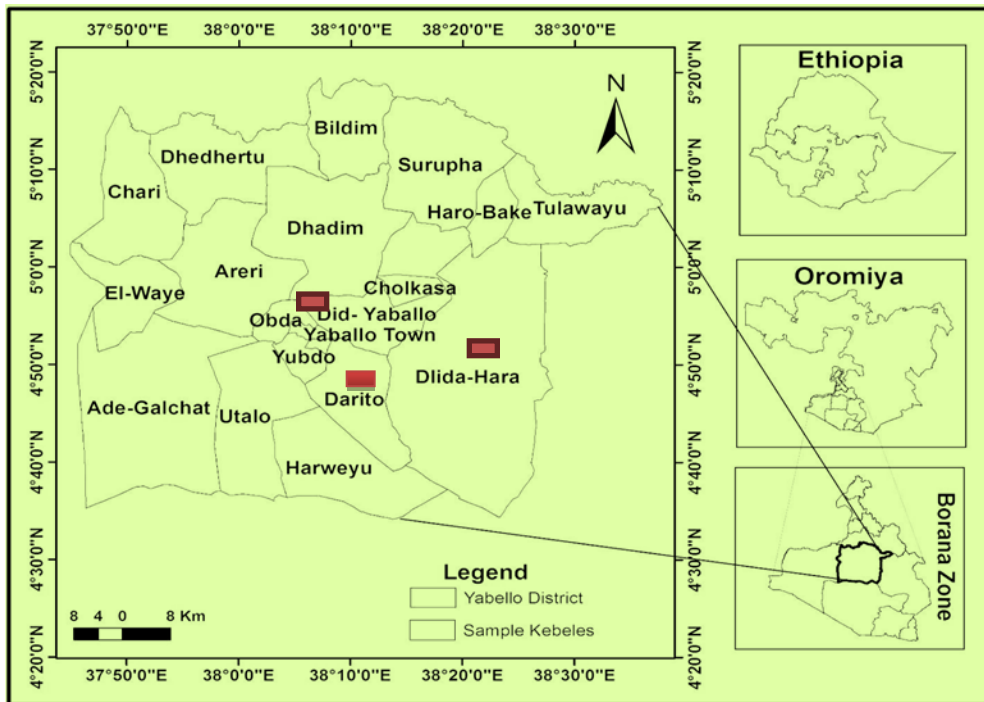 37°50'0"E 38°0'0"E 38°10'0"E 38°20'0"E 38°30'0"E
5°20'0"N
5°10'0"N
5°0'0"N
4°50'0"N
4°40'0"N
4°30'0"N
4°20'0"N
N
Bildim
Dhedhertu
Surupha
Chari
Haro-Bake
Tulawayu
Dhadim
Areri
El-Waye
Cholkasa
Obda
Did- Yaballo
Yaballo Town
Yubdo
Dlida-Hara
Ade-Galchat
Utalo
Darito
Harweyu
Legend
Yabello District
Sample Kebeles
8 4 0 8 Km
5°20'0"N
5°10'0"N
5°0'0"N
4°50'0"N
4°40'0"N
4°30'0"N
4°20'0"N
37°50'0"E 38°0'0"E 38°10'0"E 38°20'0"E 38°30'0"E
Ethiopia
Oromiya
Borana Zone